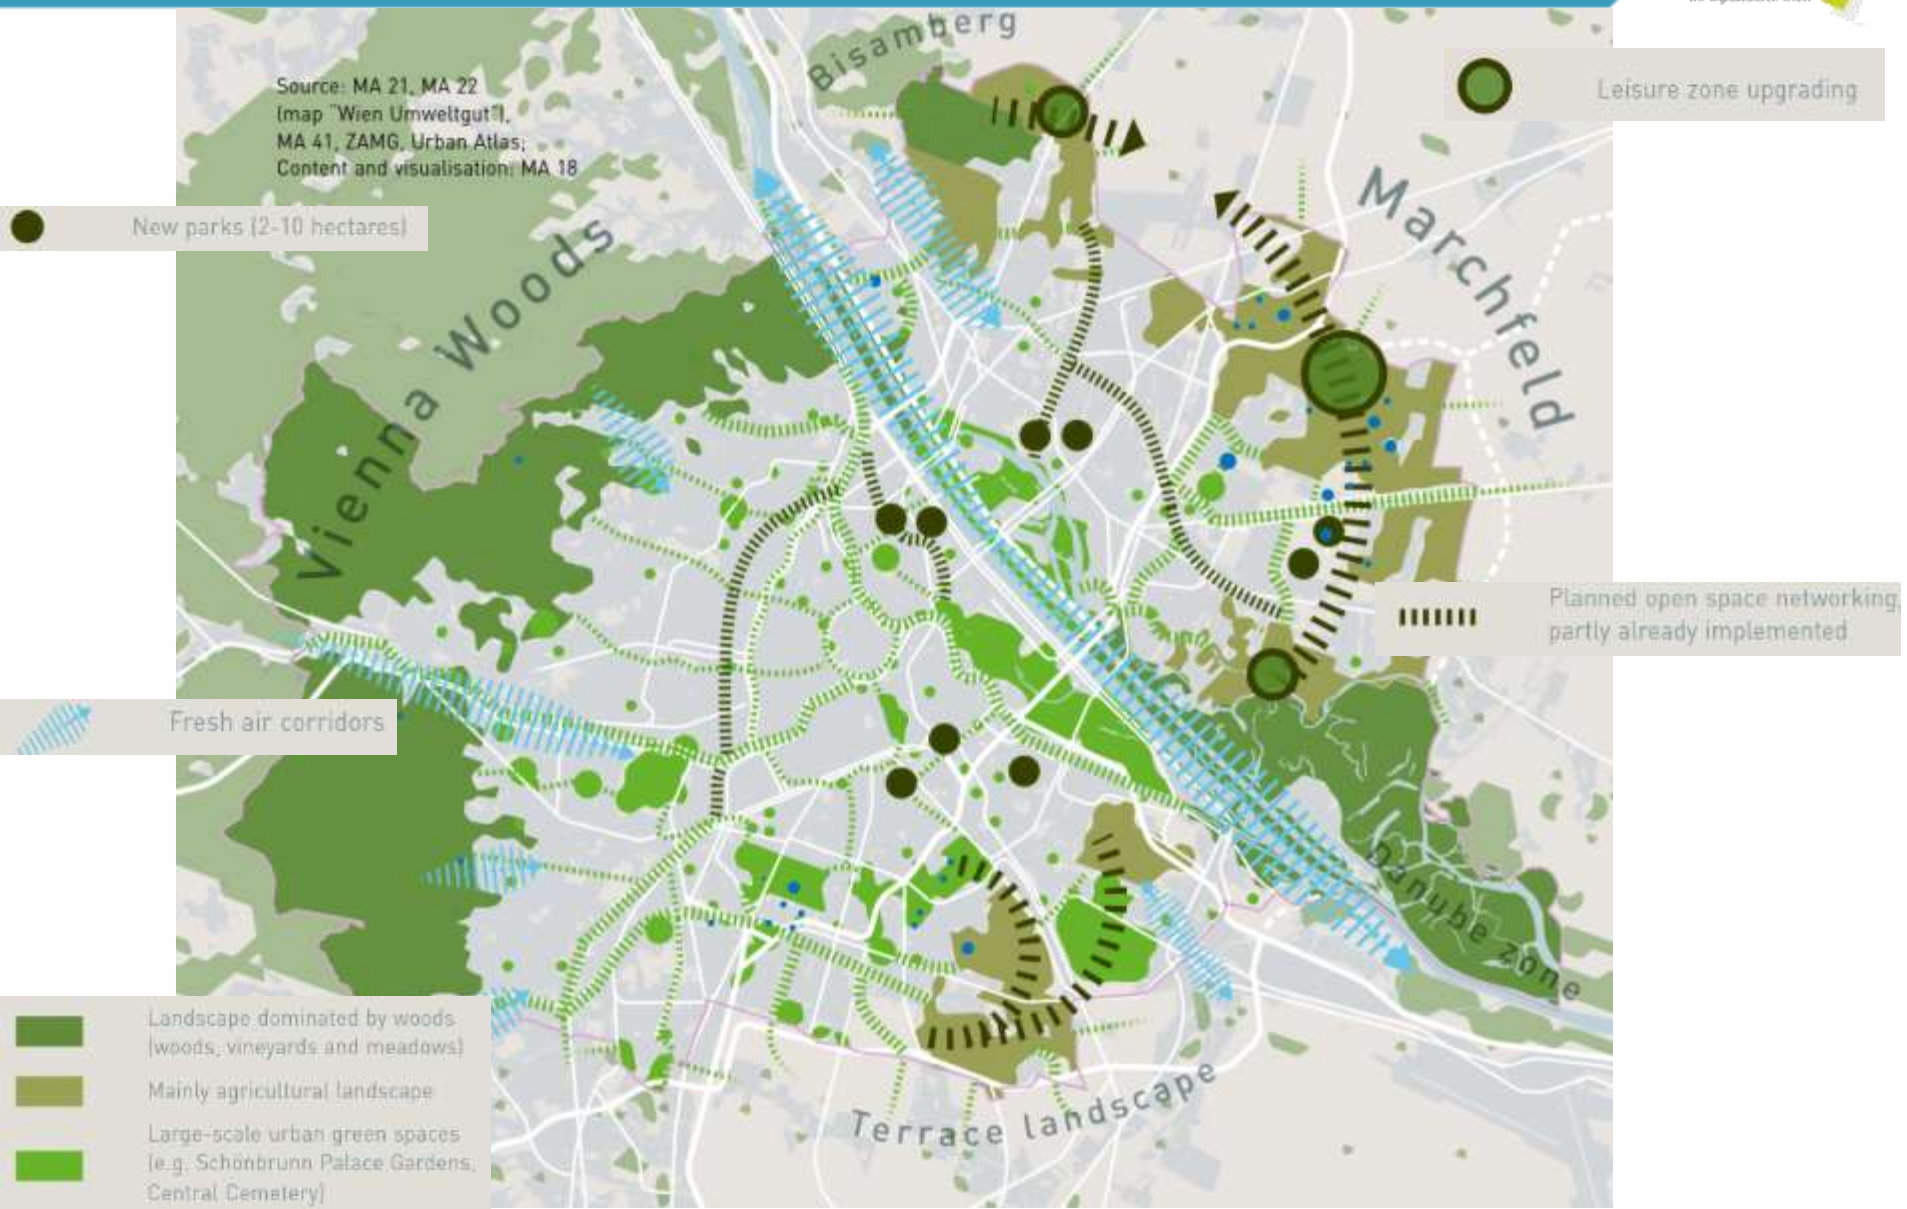 Bisamberg
Source: MA 21, MA 22
(map "Wien Umweltgut"),
MA 41, ZAMG, Urban Atlas;
Content and visualisation: MA 18
Leisure zone upgrading
Marchfeld
New parks (2-10 hectares)
Vienna Woods
Planned open space networking,
partly already implemented
Fresh air corridors
Danube zone
Landscape dominated by woods
(woods, vineyards and meadows)
Mainly agricultural landscape
Large-scale urban green spaces
(e.g. Schönbrunn Palace Gardens,
Central Cemetery)
Terrace landscape